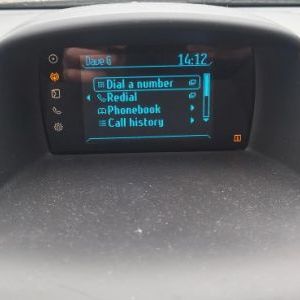 Dave G 14:12
Dial a number
Redial
Phonebook
Call history